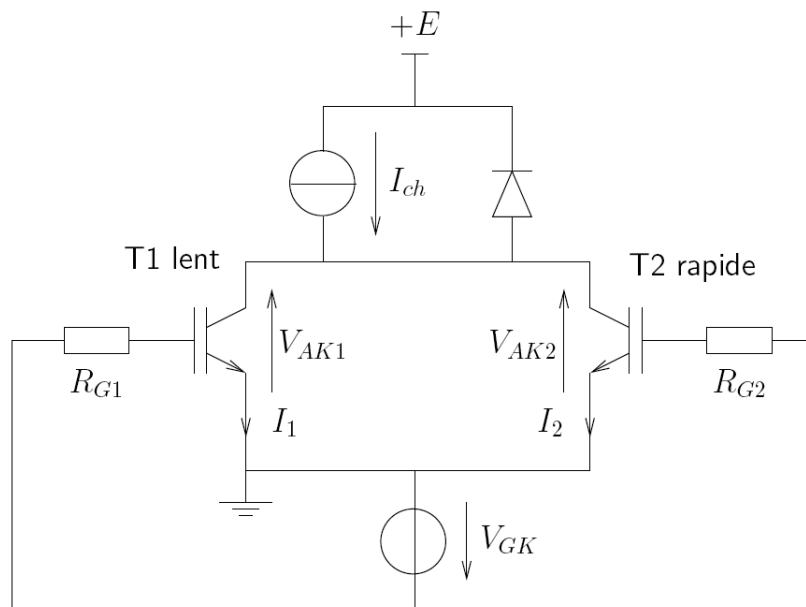 +E
I_ch
T1 lent
T2 rapide
V_AK1
V_AK2
R_G1
R_G2
I_1
I_2
V_GK